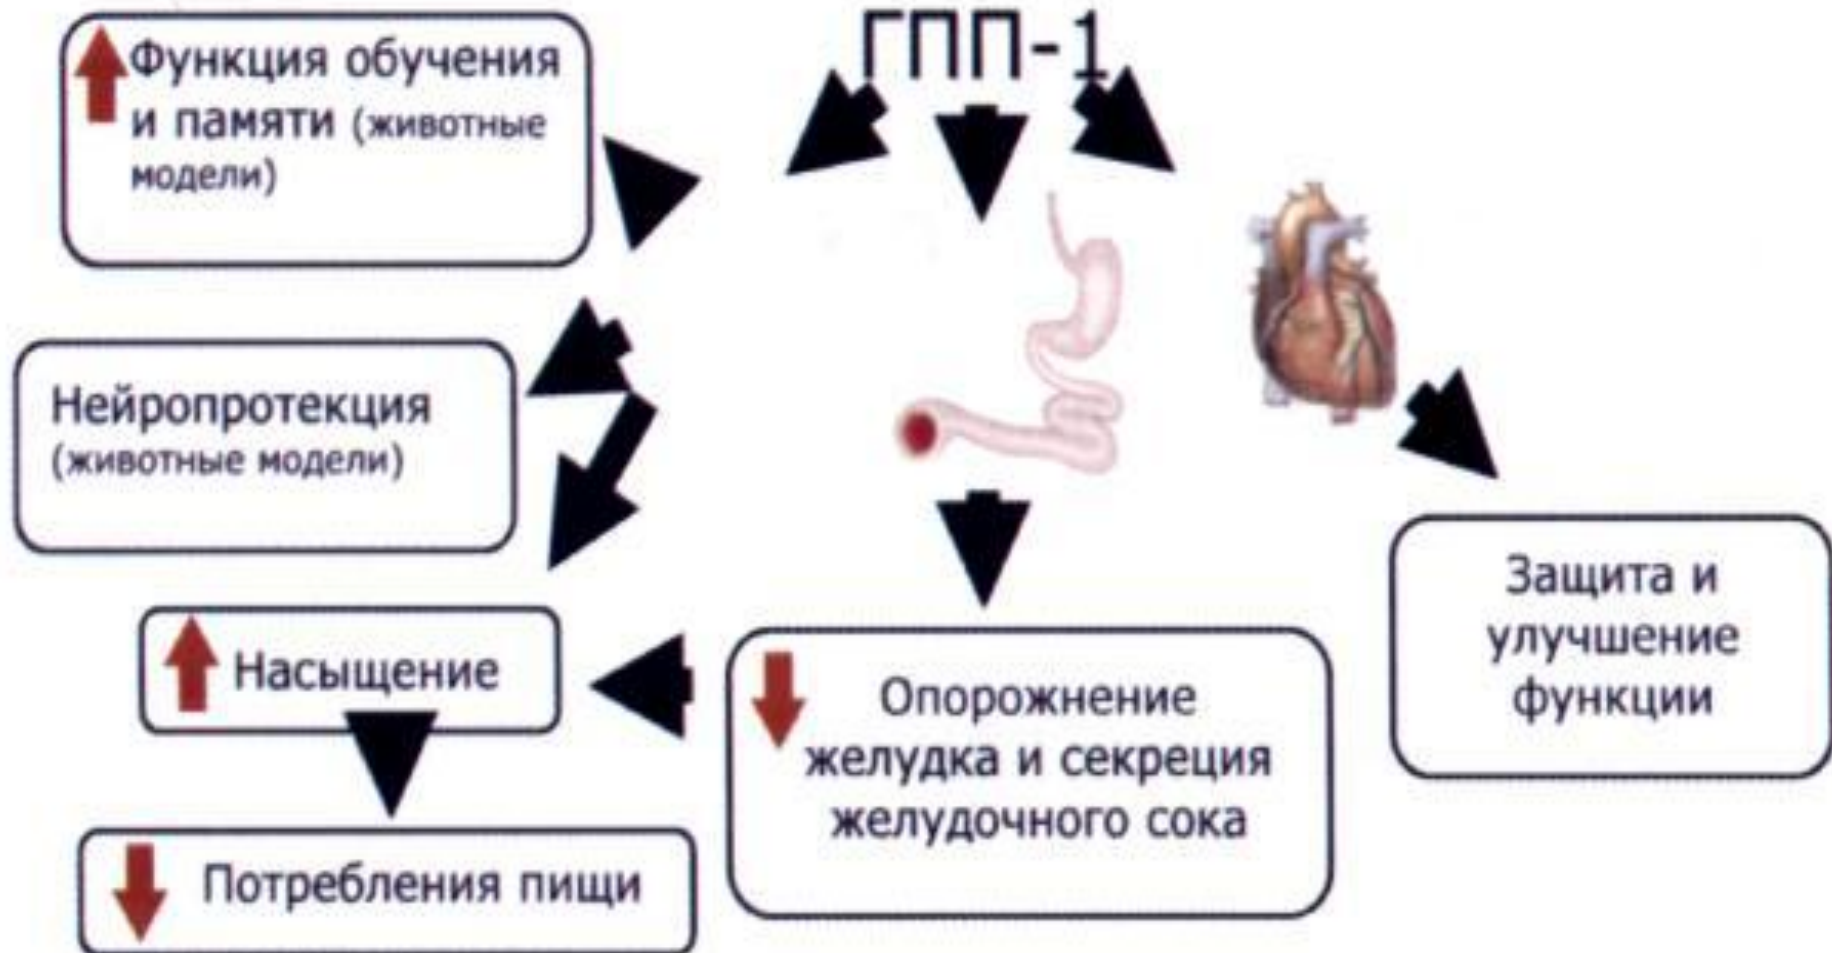 ГПП-1
Функция обучения
и памяти (животные
модели)
Нейропротекция
(животные модели)
Насыщение
Потребления пищи
Опорожнение
желудка и секреция
желудочного сока
Защита и
улучшение
функции